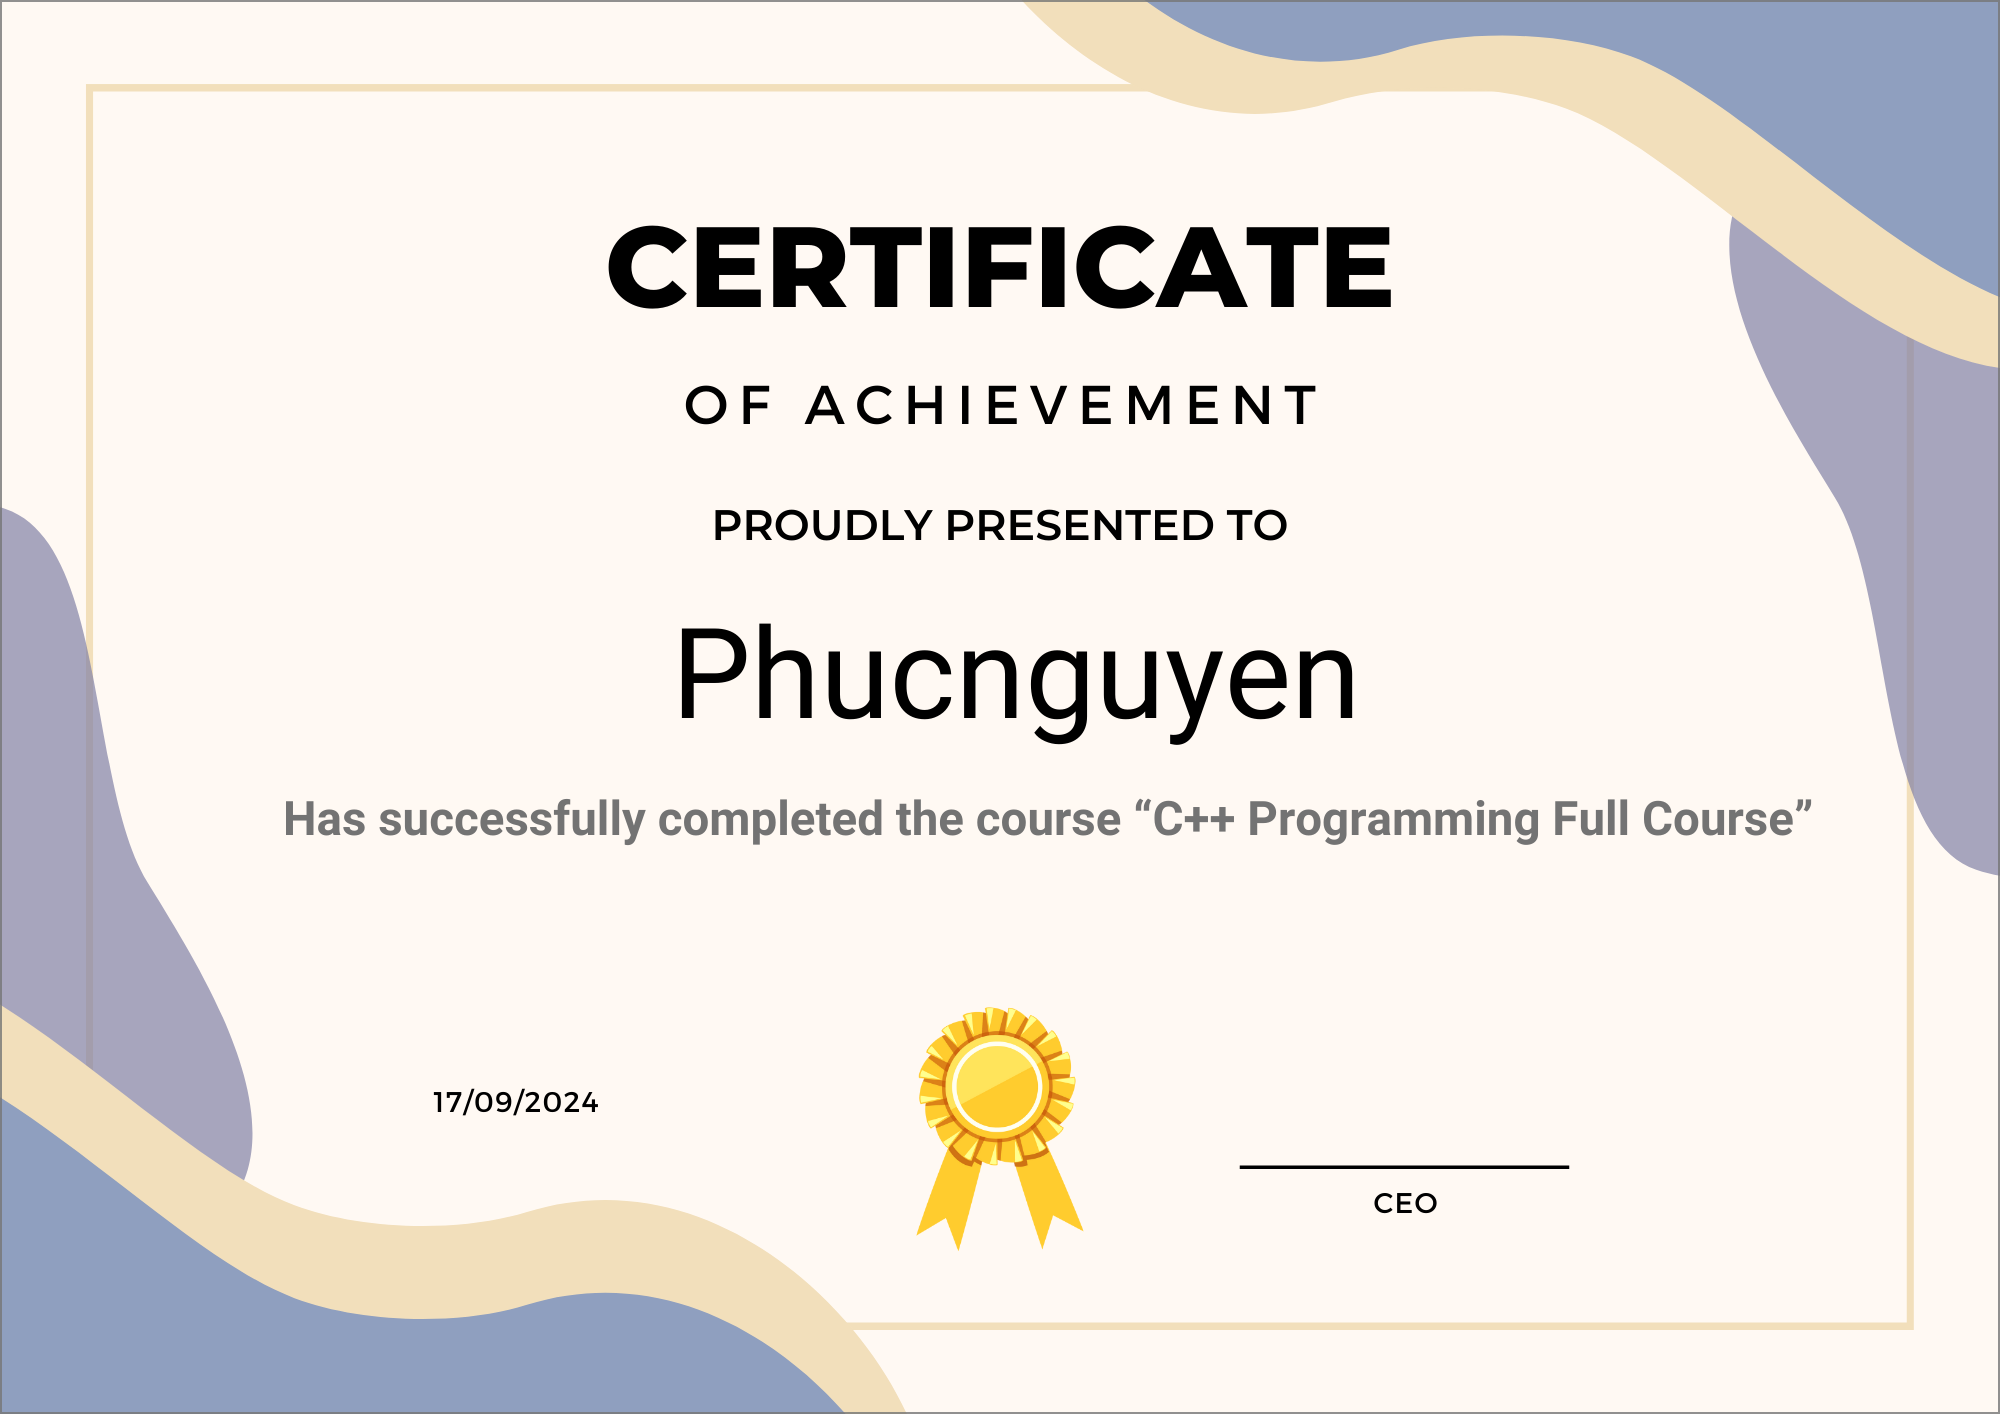 CERTIFICATE
OF ACHIEVEMENT
PROUDLY PRESENTED TO
Phucnguyen
Has successfully completed the course “C++ Programming Full Course”
17/09/2024
CEO